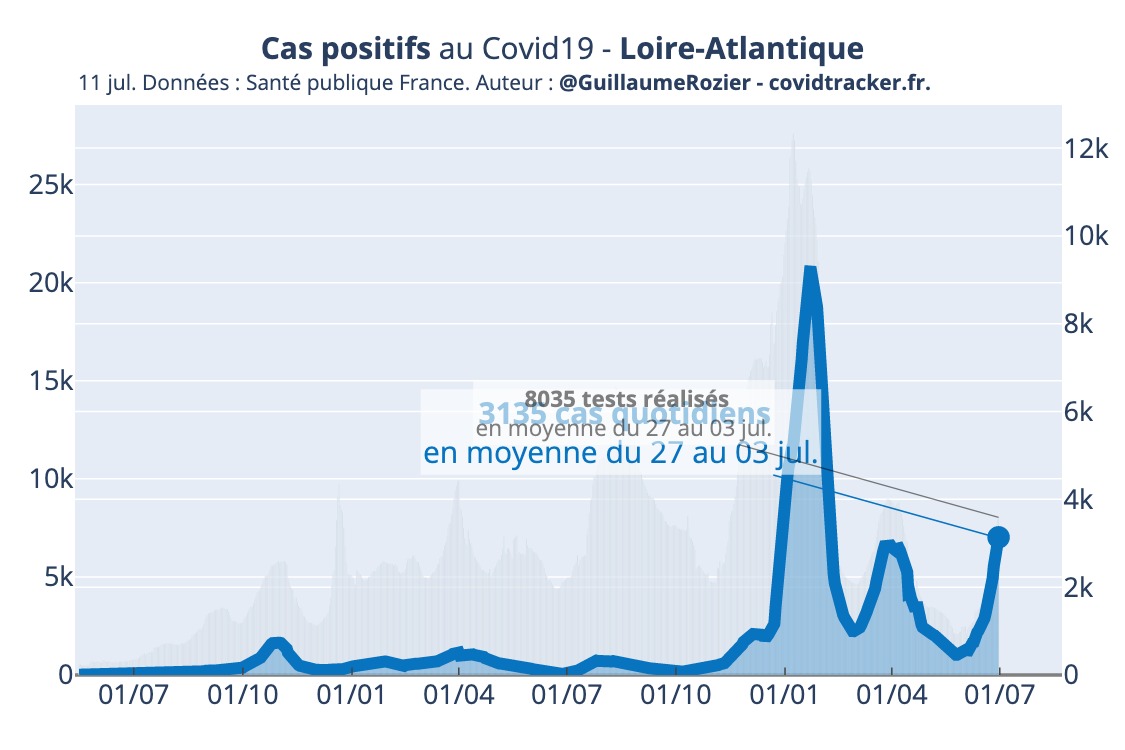 Cas positifs au Covid19 - Loire-Atlantique
11 jul. Données : Santé publique France. Auteur : @GuillaumeRozier - covidtracker.fr.
12k
25k
10k
20k
8k
15k
6k
8035 tests réalisés
3135 cas quotidiens
en moyenne du 27 au 03 jul.
en moyenne du 27 au 03 jul.
10k
4k
5k
2k
0
0
01/07 01/10 01/01 01/04 01/07 01/10 01/01 01/04 01/07